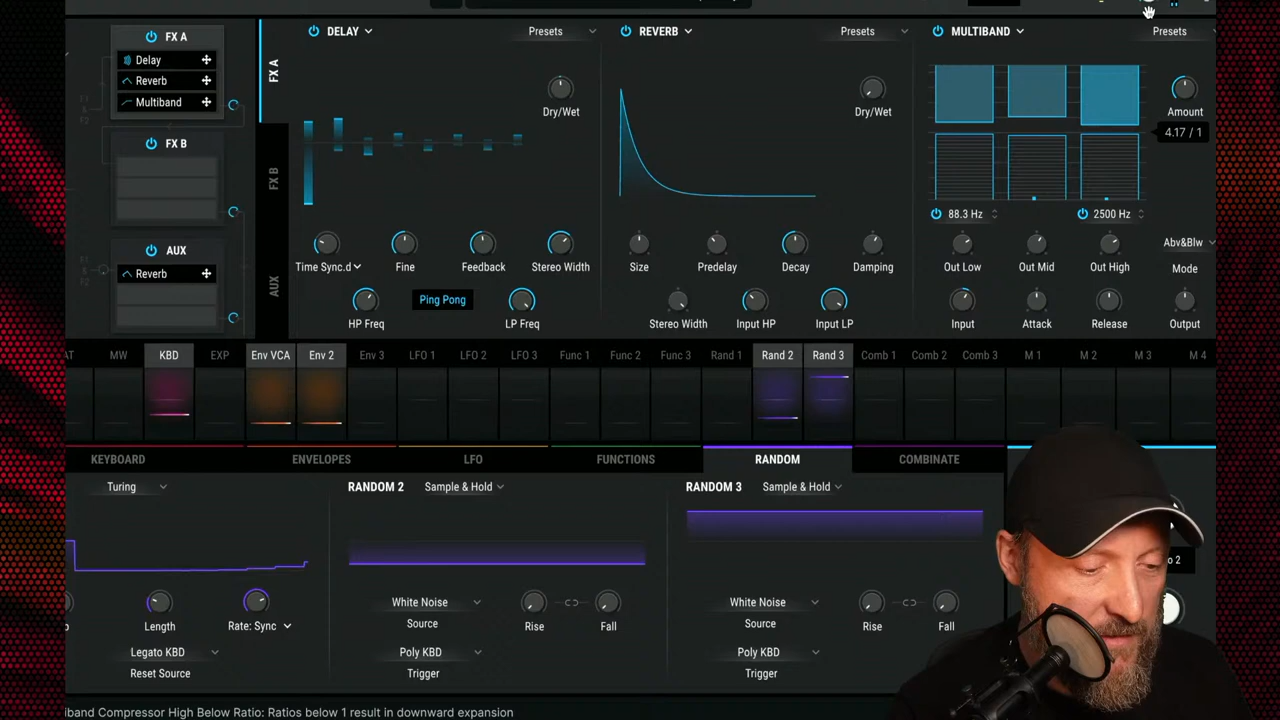 FX A
Delay
Reverb
Multiband
FX B
AUX
Reverb
FX A
FX B
AUX
DELAY
Presets
Dry/Wet
Time Sync.d
Fine
Feedback
Stereo Width
HP Freq
Ping Pong
LP Freq
REVERB
Presets
Dry/Wet
Size
Predelay
Decay
Damping
Stereo Width
Input HP
Input LP
MULTIBAND
Presets
Amount
4.17 / 1
88.3 Hz
2500 Hz
Out Low
Out Mid
Out High
Abv&Blw
Mode
Input
Attack
Release
Output
MW
KBD
EXP
Env VCA
Env 2
Env 3
LFO 1
LFO 2
LFO 3
Func 1
Func 2
Func 3
Rand 1
Rand 2
Rand 3
Comb 1
Comb 2
Comb 3
M 1
M 2
M 3
M 4
KEYBOARD
ENVELOPES
LFO
FUNCTIONS
RANDOM
COMBINATE
Turing
Length
Rate: Sync
Legato KBD
Reset Source
RANDOM 2
Sample & Hold
White Noise
Source
Rise
Fall
Poly KBD
Trigger
RANDOM 3
Sample & Hold
White Noise
Source
Rise
Fall
Poly KBD
Trigger
o 2
iband Compressor High Below Ratio: Ratios below 1 result in downward expansion